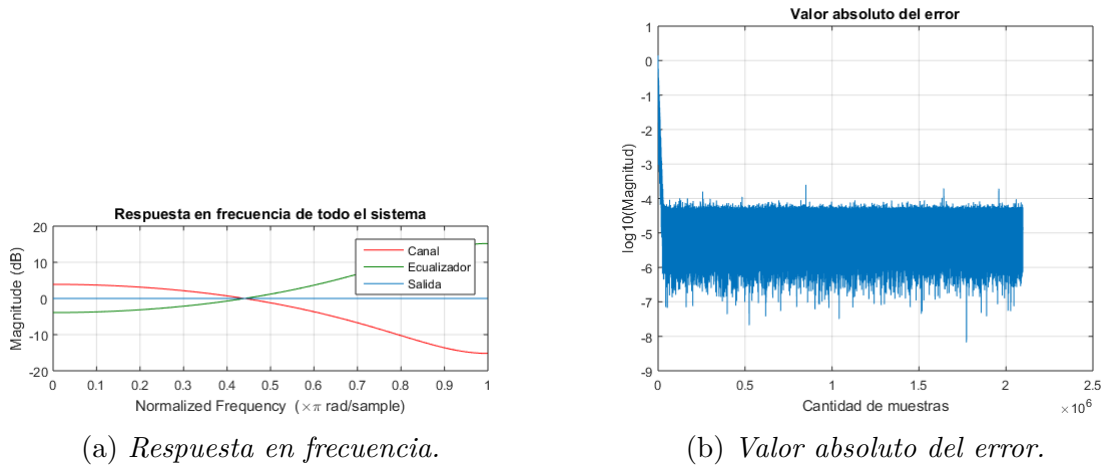 Respuesta en frecuencia de todo el sistema
Magnitude (dB)
20
10
0
-10
-20
Canal
Ecualizador
Salida
0 0.1 0.2 0.3 0.4 0.5 0.6 0.7 0.8 0.9 1
Normalized Frequency (×π rad/sample)
(a) Respuesta en frecuencia.
Valor absoluto del error
log10(Magnitud)
1
0
-1
-2
-3
-4
-5
-6
-7
-8
-9
0 0.5 1 1.5 2 2.5
Cantidad de muestras
×10^6
(b) Valor absoluto del error.